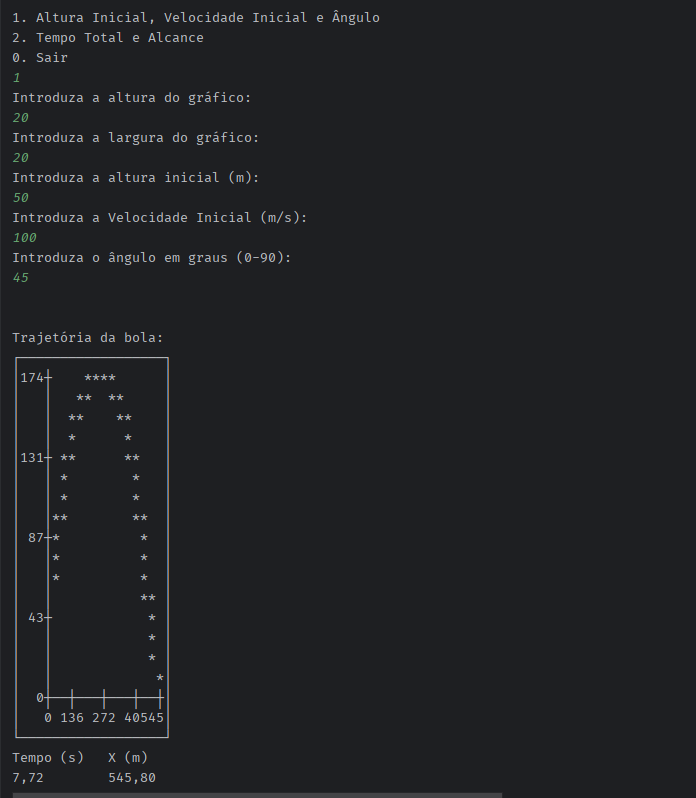 1. Altura Inicial, Velocidade Inicial e Ângulo
2. Tempo Total e Alcance
0. Sair
1
Introduza a altura do gráfico:
20
Introduza a largura do gráfico:
20
Introduza a altura inicial (m):
50
Introduza a Velocidade Inicial (m/s):
100
Introduza o ângulo em graus (0-90):
45
Trajetória da bola:
174
131
87
43
0
0 136 272 40545
Tempo (s) X (m)
7,72 545,80